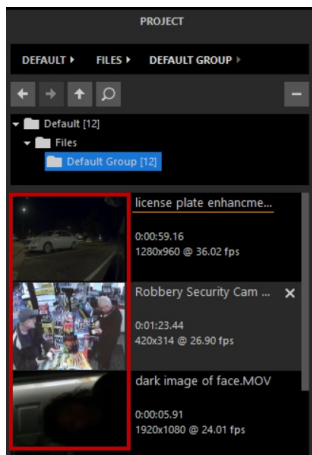 PROJECT
DEFAULT FILES DEFAULT GROUP
Default [12]
Files
Default Group [12]
license plate enhancme...
0:00:59.16
1280x960 @ 36.02 fps
Robbery Security Cam ...
0:01:23.44
420x314 @ 26.90 fps
dark image of face.MOV
0:00:05.91
1920x1080 @ 24.01 fps